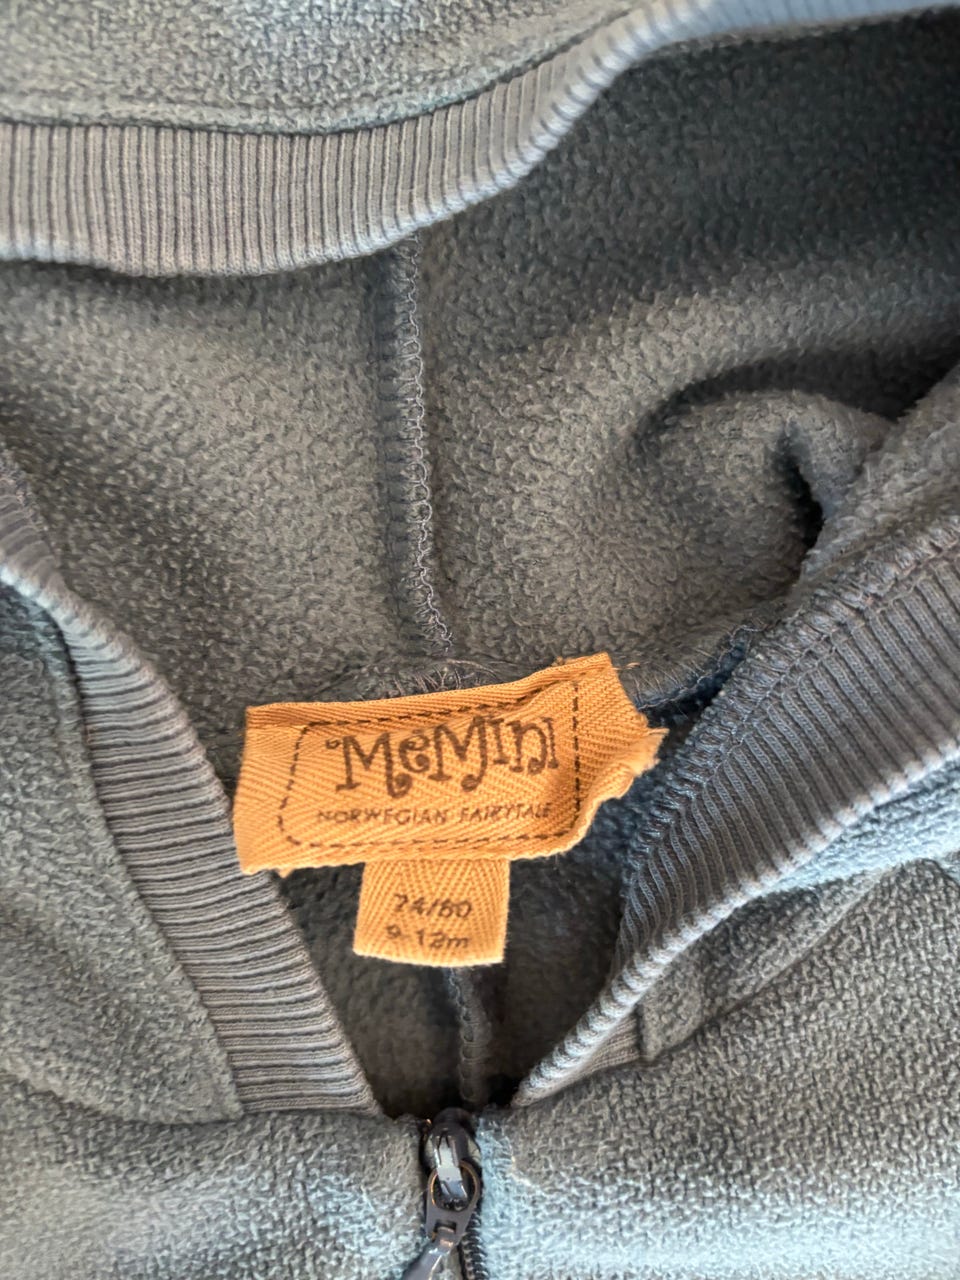 MeMini
NORWEGIAN FAIRYTALE
74/80
9-12m